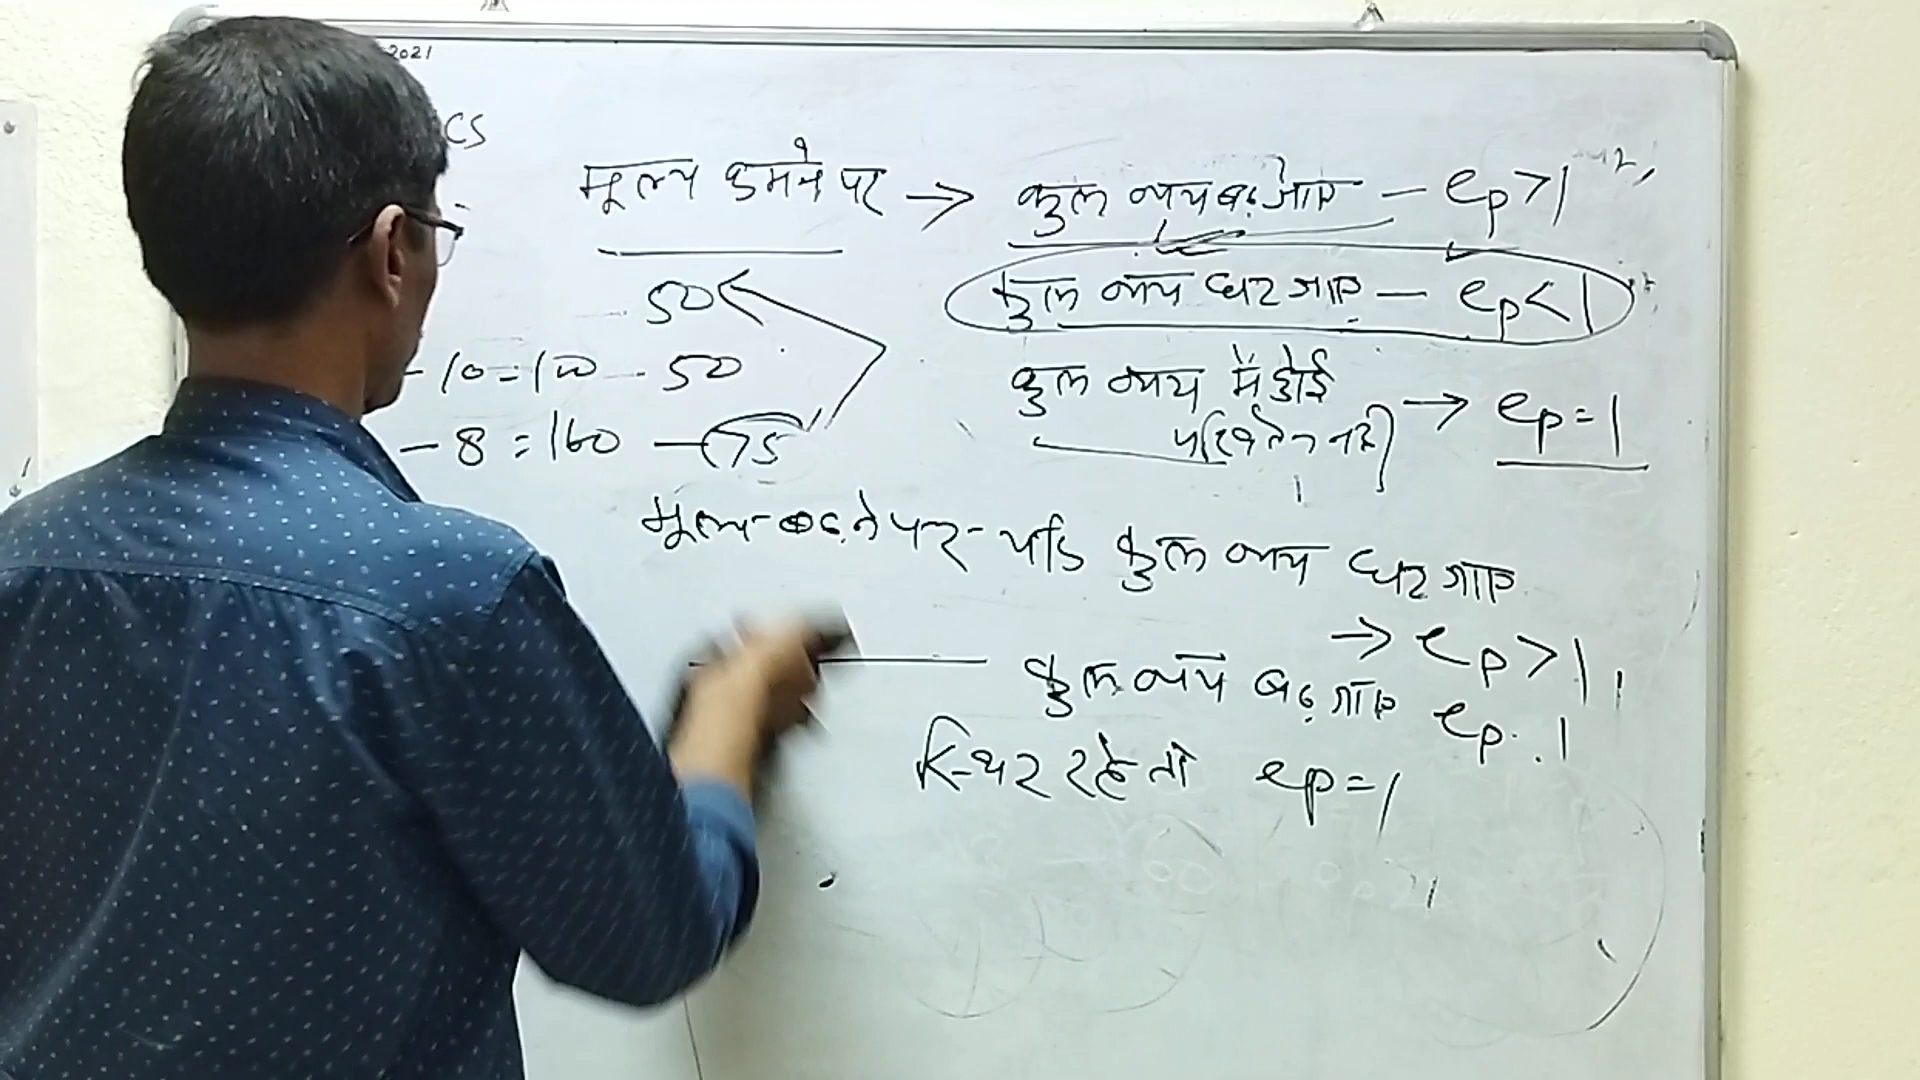 2021
CS
मूल्य कमने पर → कुल व्यय बढ़ जाए — ep>1
50
कुल व्यय घट जाए — ep<1
-10=100 - 50
कुल व्यय में कोई
परिवर्तन नहीं → ep=1
-8=160 - 75
मूल्य-बढ़ने पर- यदि कुल व्यय घट जाए
→ ep>1
कुल व्यय बढ़ जाए ep. 1
स्थिर रहे तो ep=1